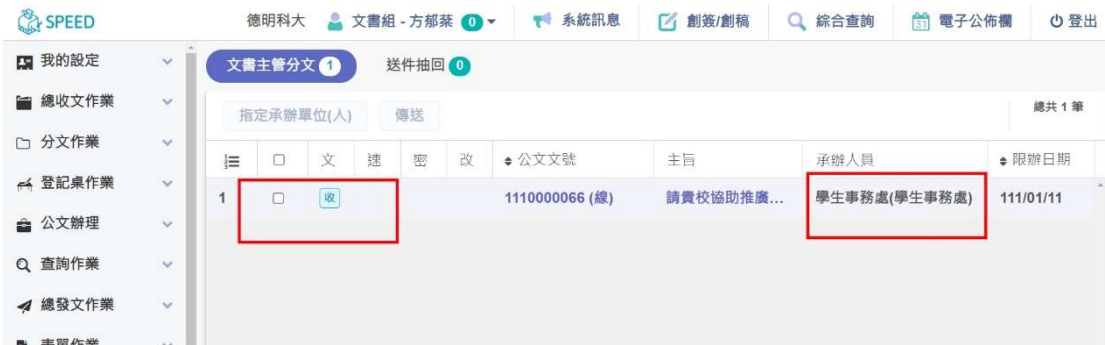 SPEED 德明科大 文書組 - 方郁棻 0 系統訊息 創簽/創稿 綜合查詢 電子公佈欄 登出
我的設定
總收文作業
分文作業
登記桌作業
公文辦理
查詢作業
總發文作業
文書主管分文 1 送件抽回 0
指定承辦單位(人) 傳送 總共 1 筆
文 速 密 改 公文文號 主旨 承辦人員 限辦日期
1 收 1110000066 (線) 請貴校協助推廣... 學生事務處(學生事務處) 111/01/11